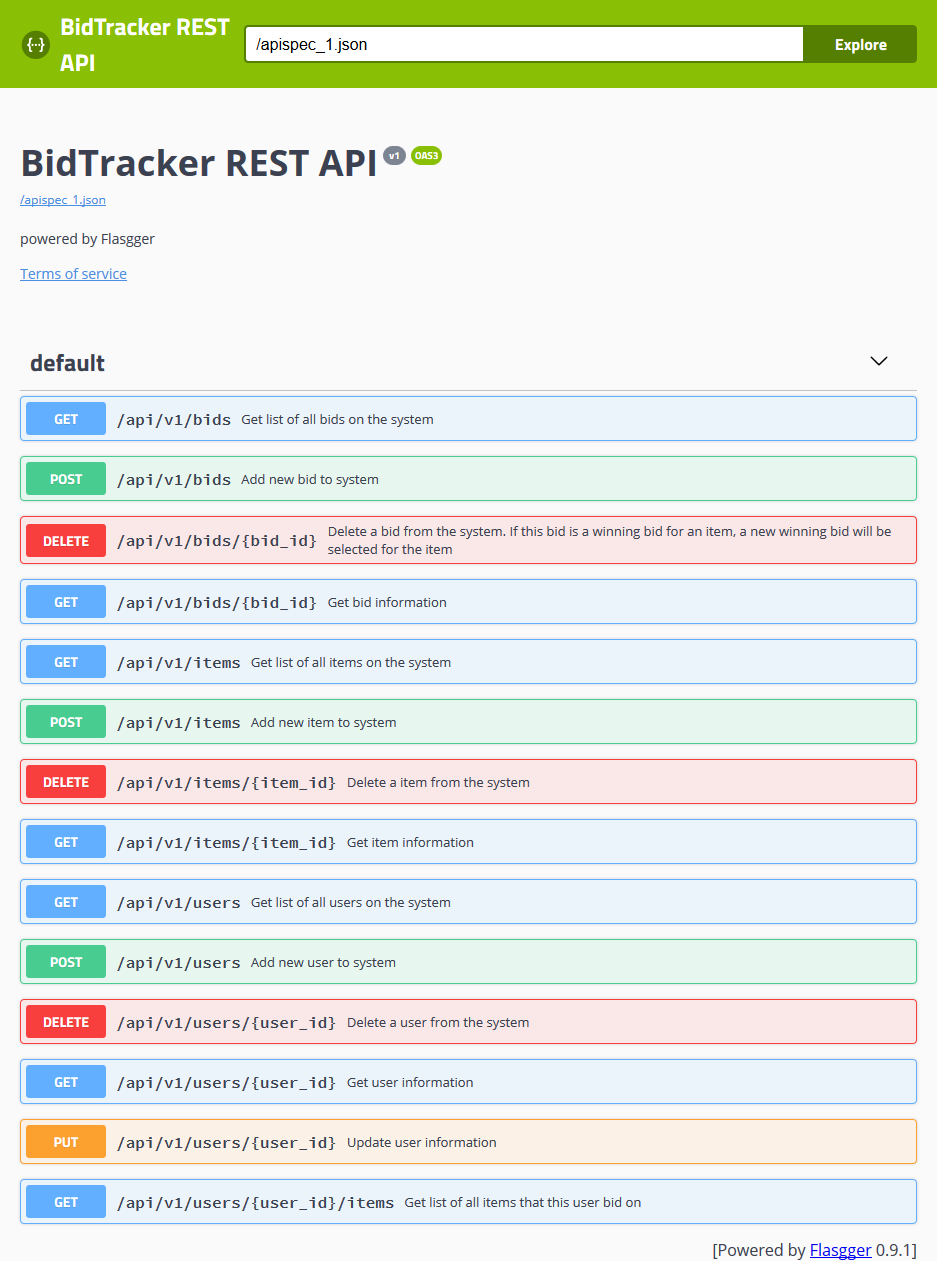 {··}
BidTracker REST
API
/apispec_1.json
Explore
BidTracker REST API v1 OAS3
/apispec_1.json
powered by Flasgger
Terms of service
default
GET /api/v1/bids Get list of all bids on the system
POST /api/v1/bids Add new bid to system
DELETE /api/v1/bids/{bid_id} Delete a bid from the system. If this bid is a winning bid for an item, a new winning bid will be
selected for the item
GET /api/v1/bids/{bid_id} Get bid information
GET /api/v1/items Get list of all items on the system
POST /api/v1/items Add new item to system
DELETE /api/v1/items/{item_id} Delete a item from the system
GET /api/v1/items/{item_id} Get item information
GET /api/v1/users Get list of all users on the system
POST /api/v1/users Add new user to system
DELETE /api/v1/users/{user_id} Delete a user from the system
GET /api/v1/users/{user_id} Get user information
PUT /api/v1/users/{user_id} Update user information
GET /api/v1/users/{user_id}/items Get list of all items that this user bid on
[Powered by Flasgger 0.9.1]